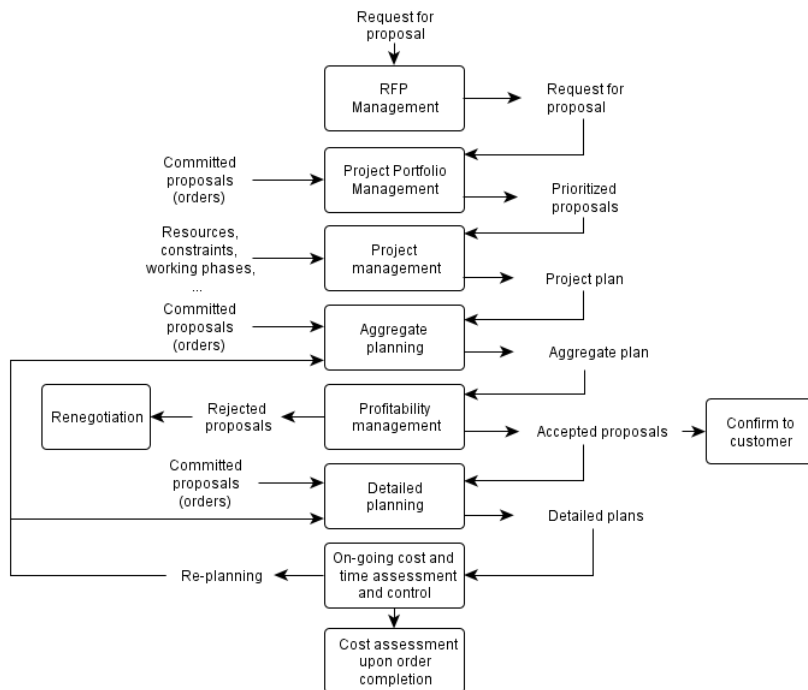 Request for
proposal
RFP
Management
Request for
proposal
Committed
proposals
(orders)
Project Portfolio
Management
Prioritized
proposals
Resources,
constraints,
working phases,
...
Project
management
Project plan
Committed
proposals
(orders)
Aggregate
planning
Aggregate plan
Renegotiation
Rejected
proposals
Profitability
management
Accepted proposals
Confirm to
customer
Committed
proposals
(orders)
Detailed
planning
Detailed plans
Re-planning
On-going cost and
time assessment
and control
Cost assessment
upon order
completion